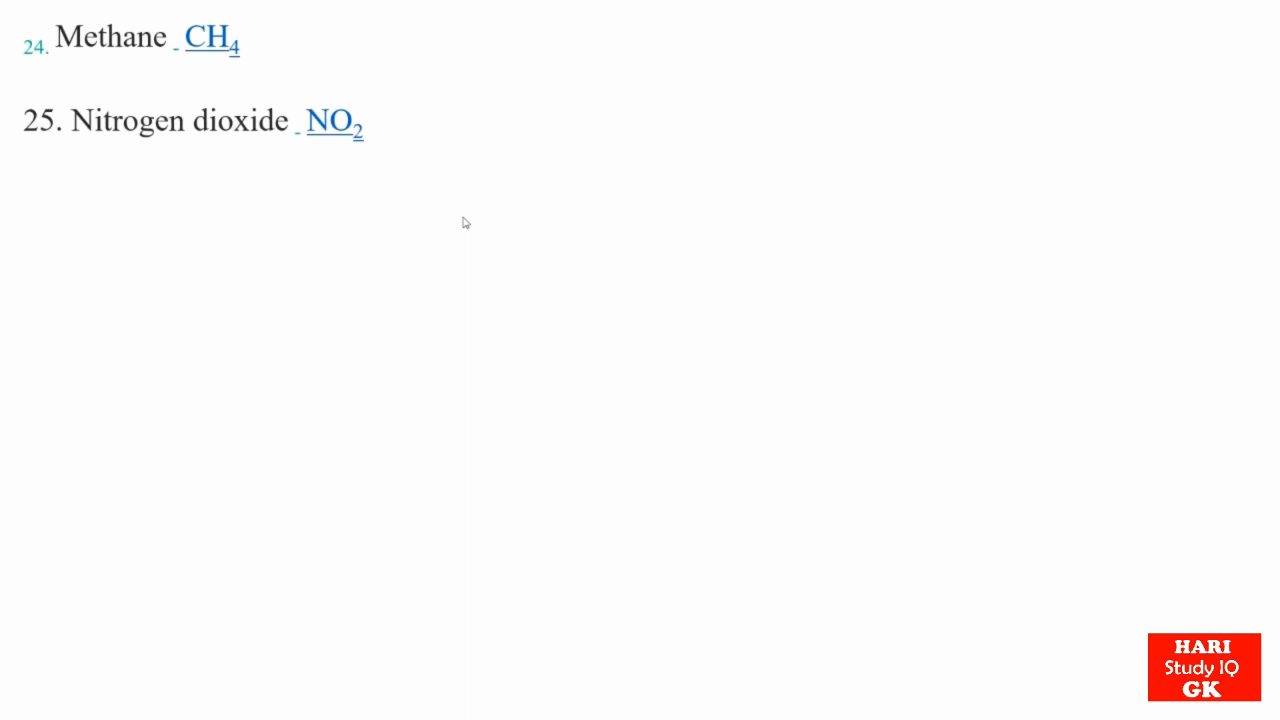 24. Methane - CH₄
25. Nitrogen dioxide - NO₂
HARI
Study IQ
GK